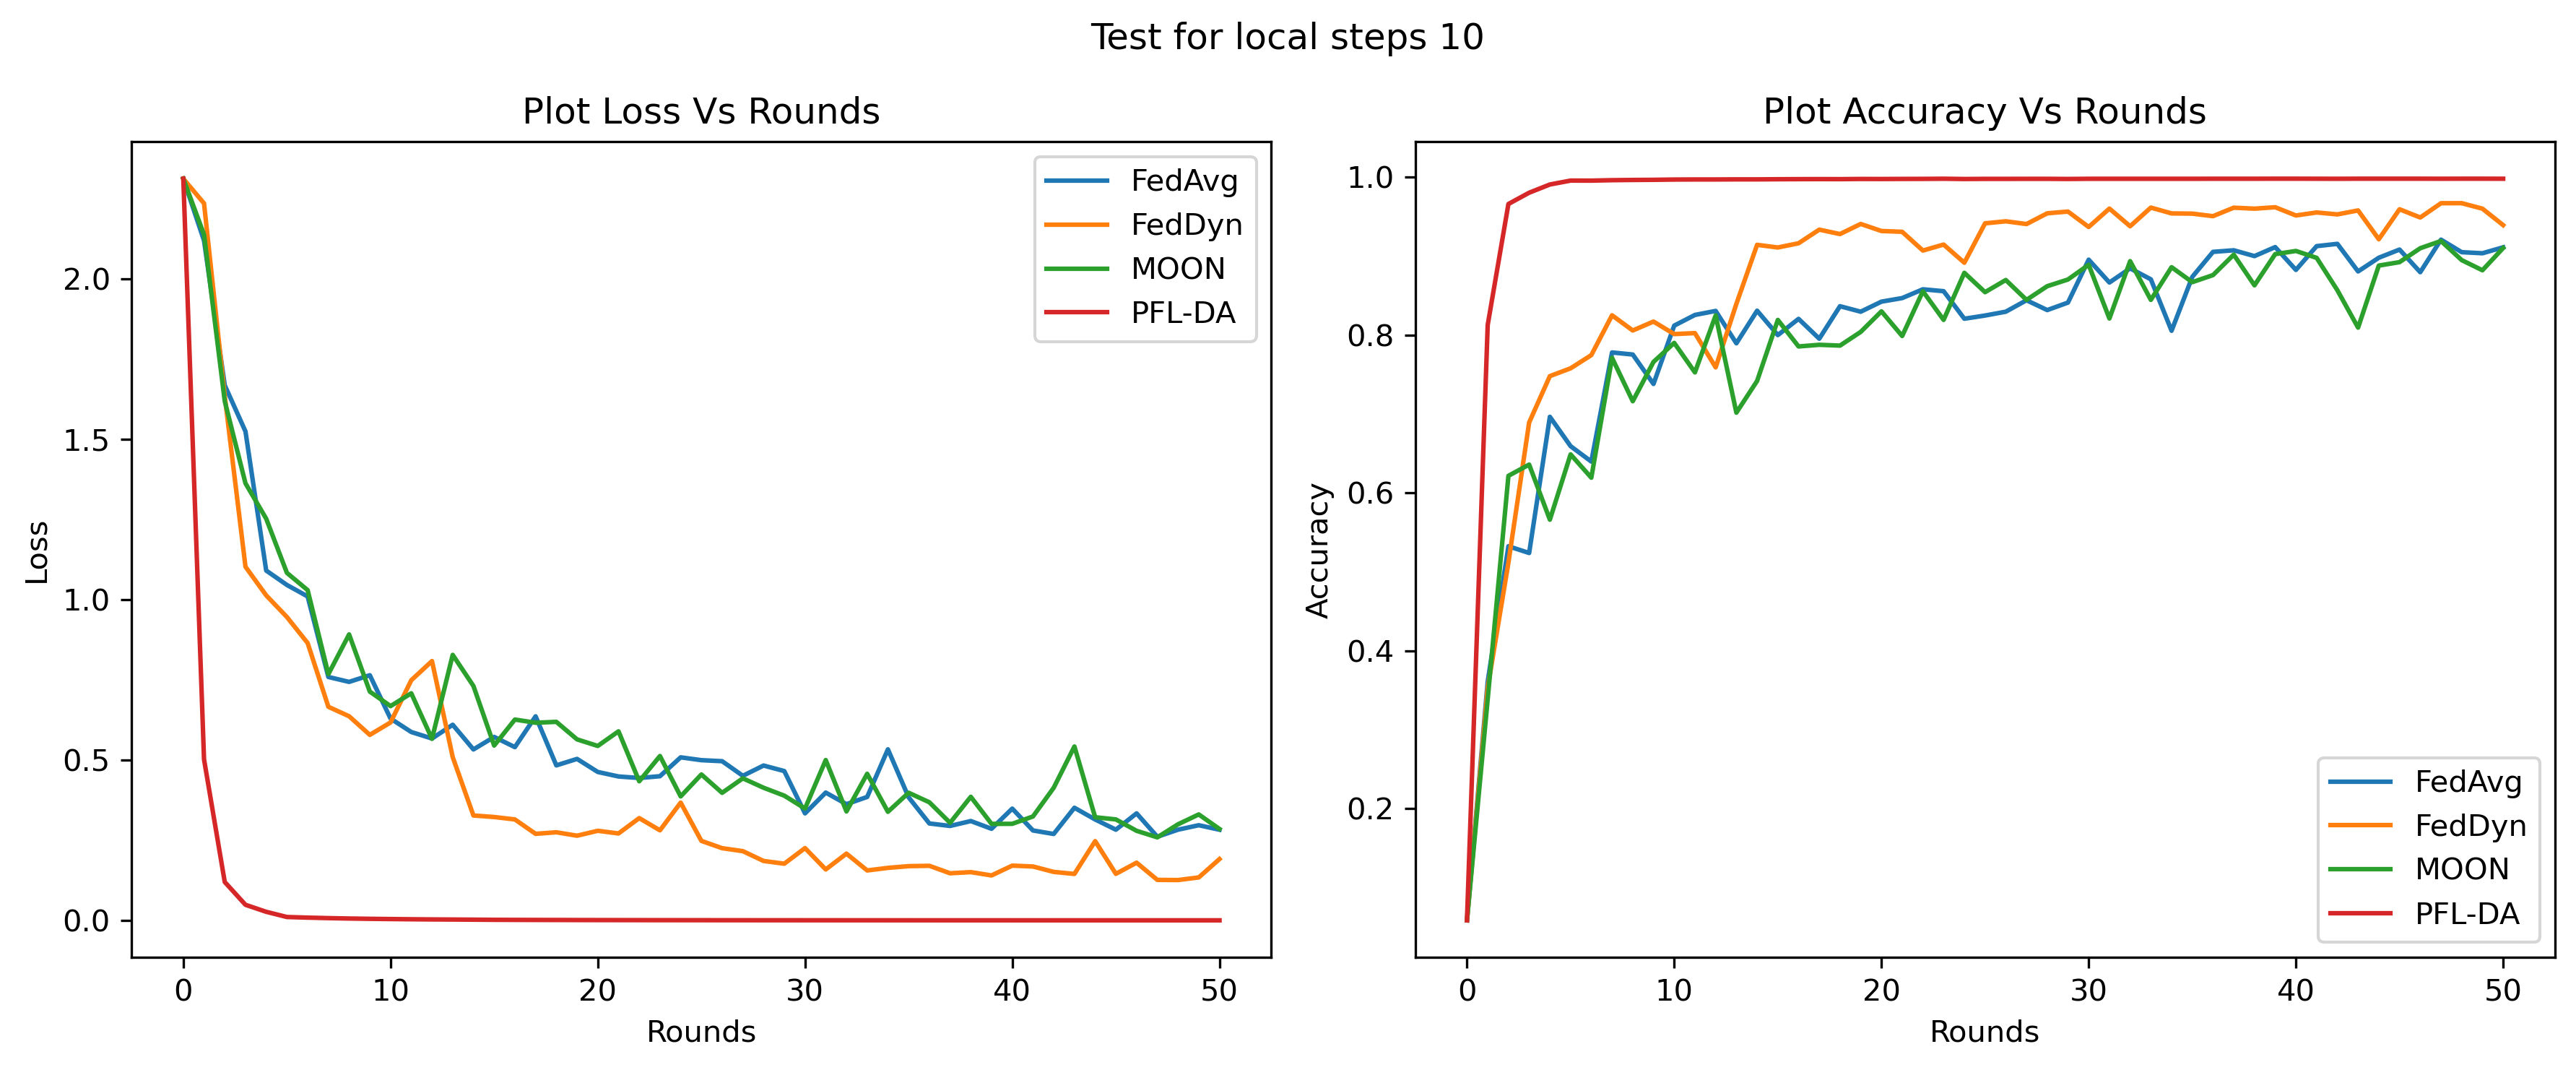 Test for local steps 10
Plot Loss Vs Rounds
Loss
2.0
1.5
1.0
0.5
0.0
0 10 20 30 40 50
Rounds
FedAvg
FedDyn
MOON
PFL-DA
Plot Accuracy Vs Rounds
Accuracy
1.0
0.8
0.6
0.4
0.2
0 10 20 30 40 50
Rounds
FedAvg
FedDyn
MOON
PFL-DA